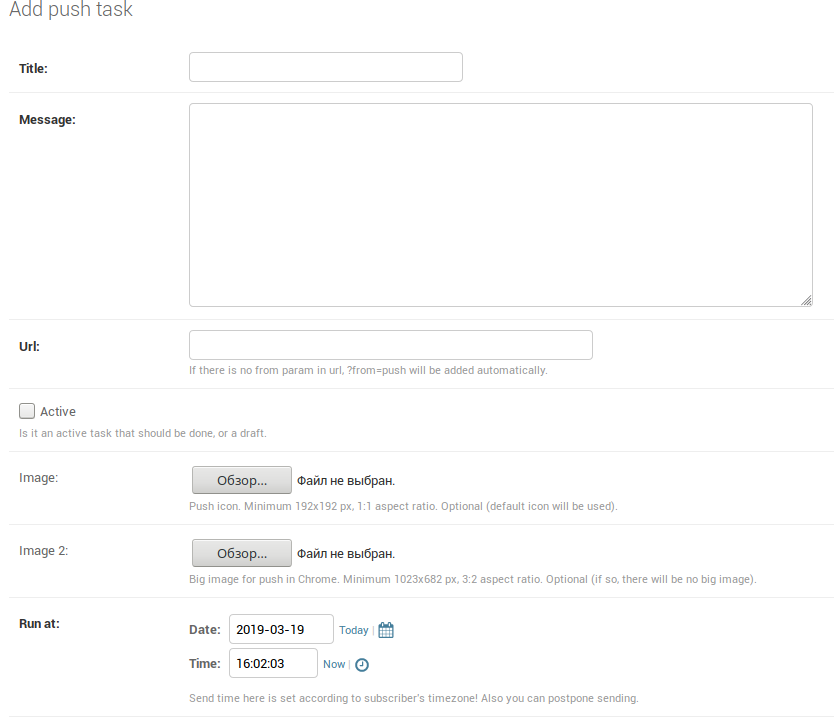 Add push task
Title:
Message:
Url:
If there is no from param in url, ?from=push will be added automatically.
Active
Is it an active task that should be done, or a draft.
Image:
Обзор... Файл не выбран.
Push icon. Minimum 192x192 px, 1:1 aspect ratio. Optional (default icon will be used).
Image 2:
Обзор... Файл не выбран.
Big image for push in Chrome. Minimum 1023x682 px, 3:2 aspect ratio. Optional (if so, there will be no big image).
Run at:
Date: 2019-03-19 Today |
Time: 16:02:03 Now |
Send time here is set according to subscriber's timezone! Also you can postpone sending.